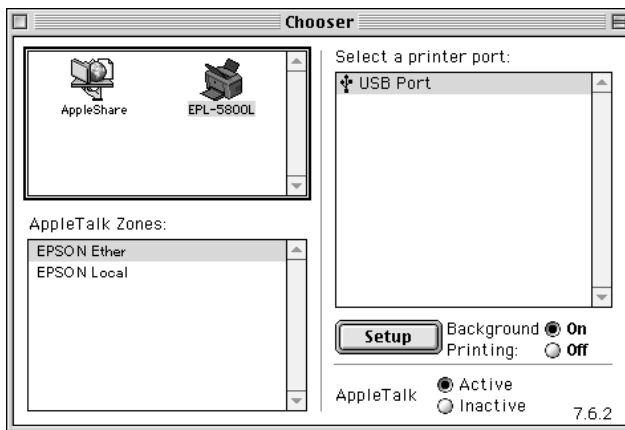 Chooser
AppleShare
EPL-5800L
AppleTalk Zones:
EPSON Ether
EPSON Local
Select a printer port:
USB Port
Setup
Background On
Printing: Off
AppleTalk Active
Inactive
7.6.2